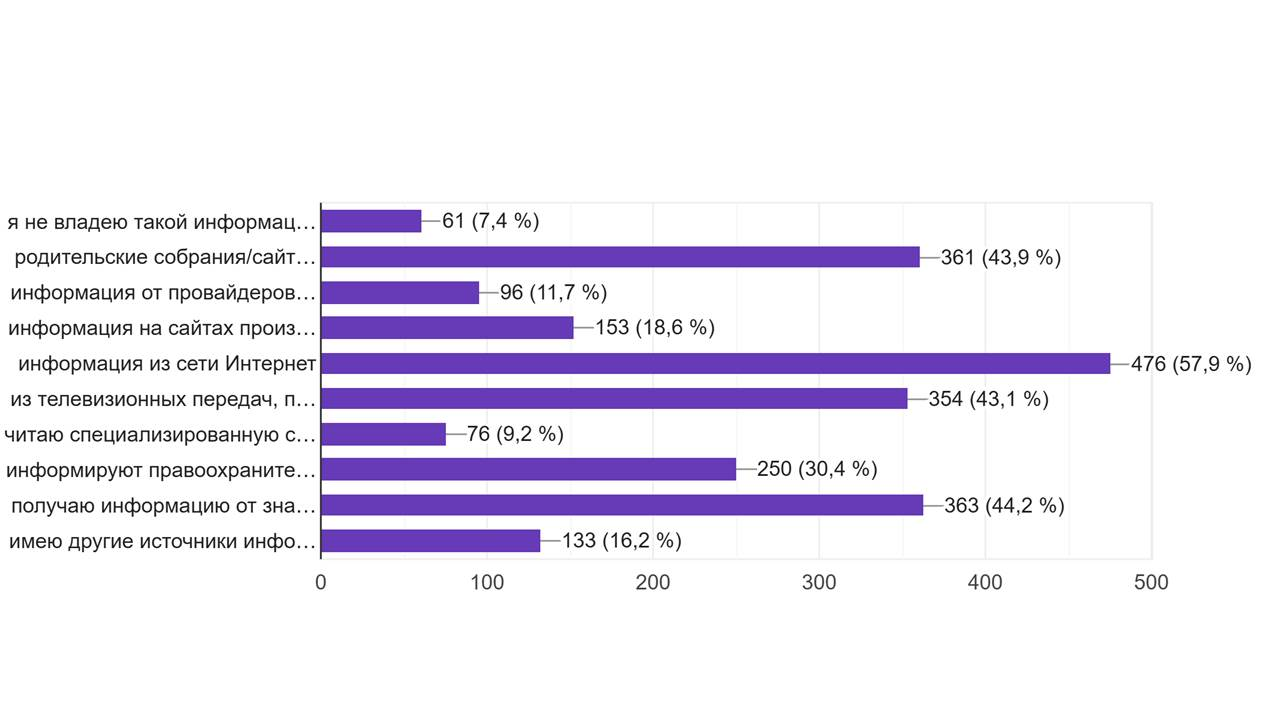 я не владею такой информац… 61 (7,4 %)
родительские собрания/сайт… 361 (43,9 %)
информация от провайдеров… 96 (11,7 %)
информация на сайтах произ… 153 (18,6 %)
информация из сети Интернет 476 (57,9 %)
из телевизионных передач, п… 354 (43,1 %)
читаю специализированную с… 76 (9,2 %)
информируют правоохраните… 250 (30,4 %)
получаю информацию от зна… 363 (44,2 %)
имею другие источники инфо… 133 (16,2 %)
0 100 200 300 400 500